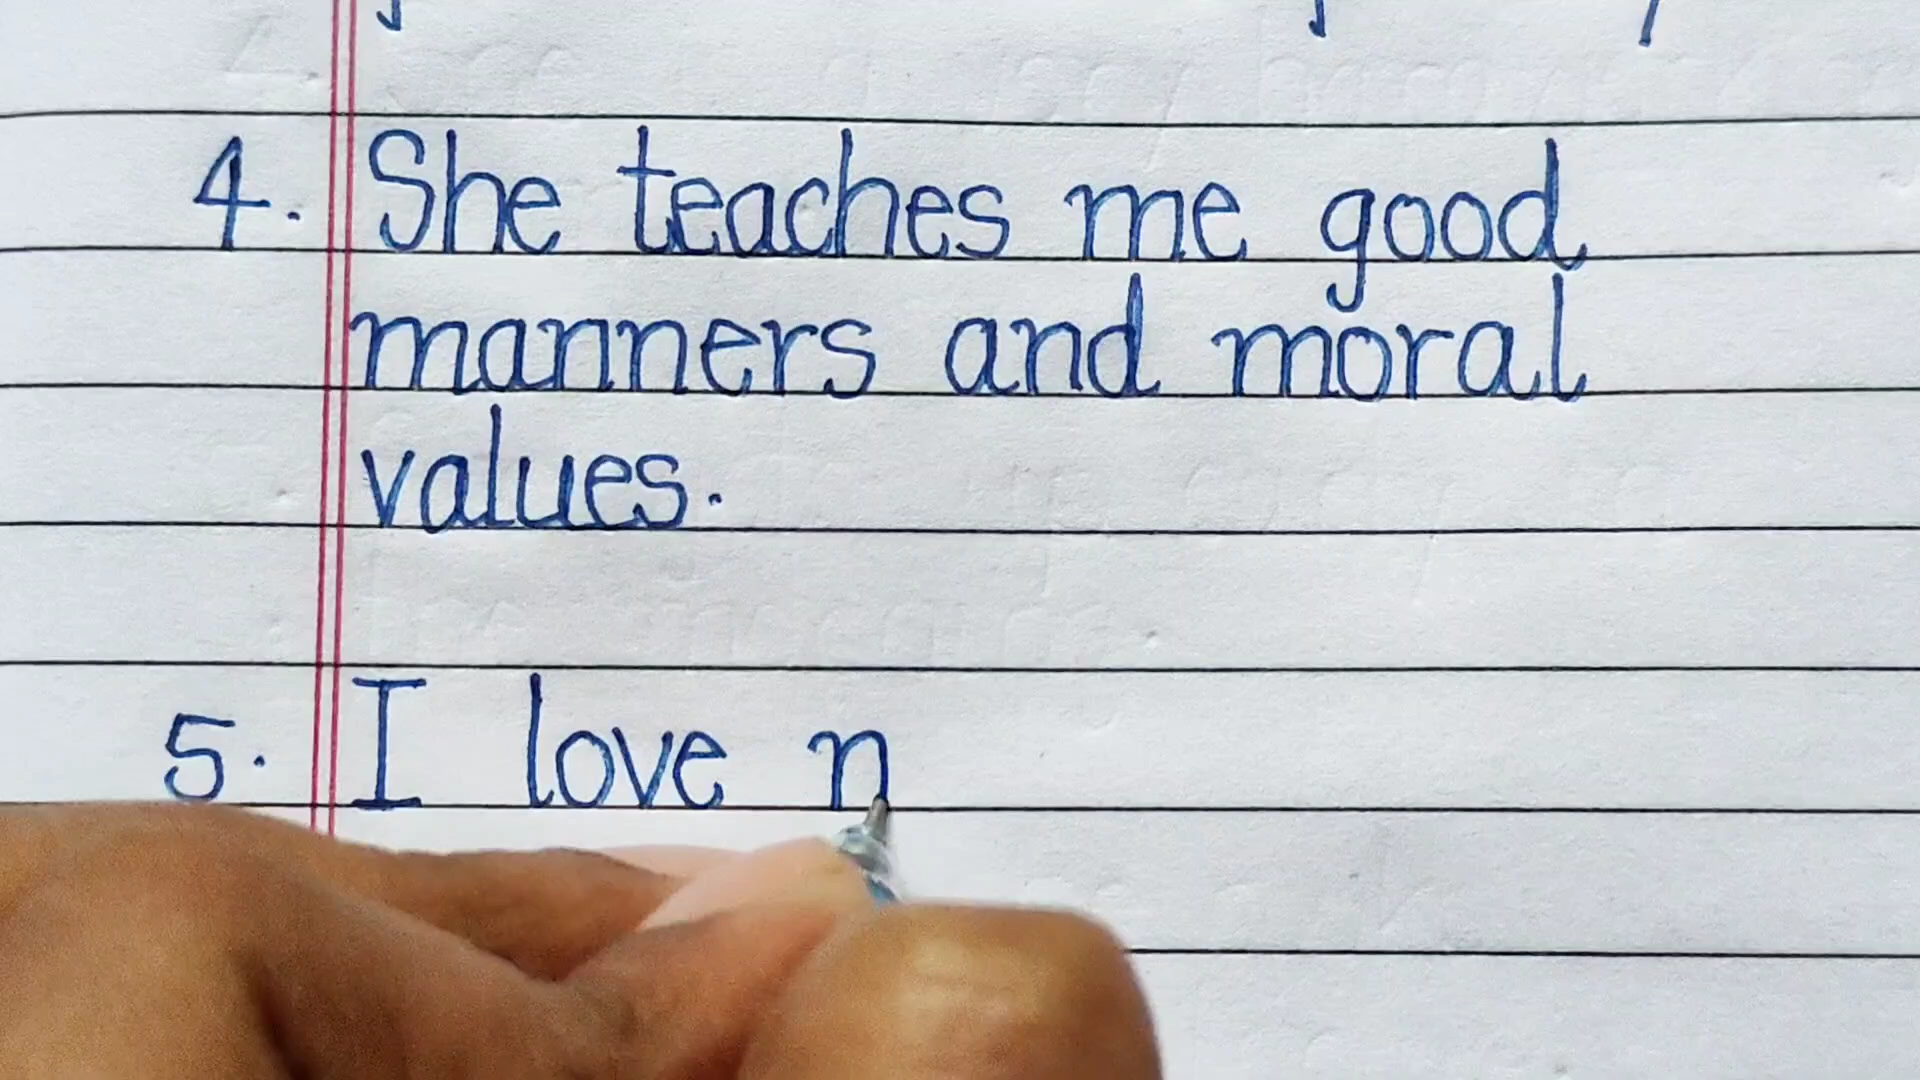 4. She teaches me good
manners and moral
values.
5. I love n